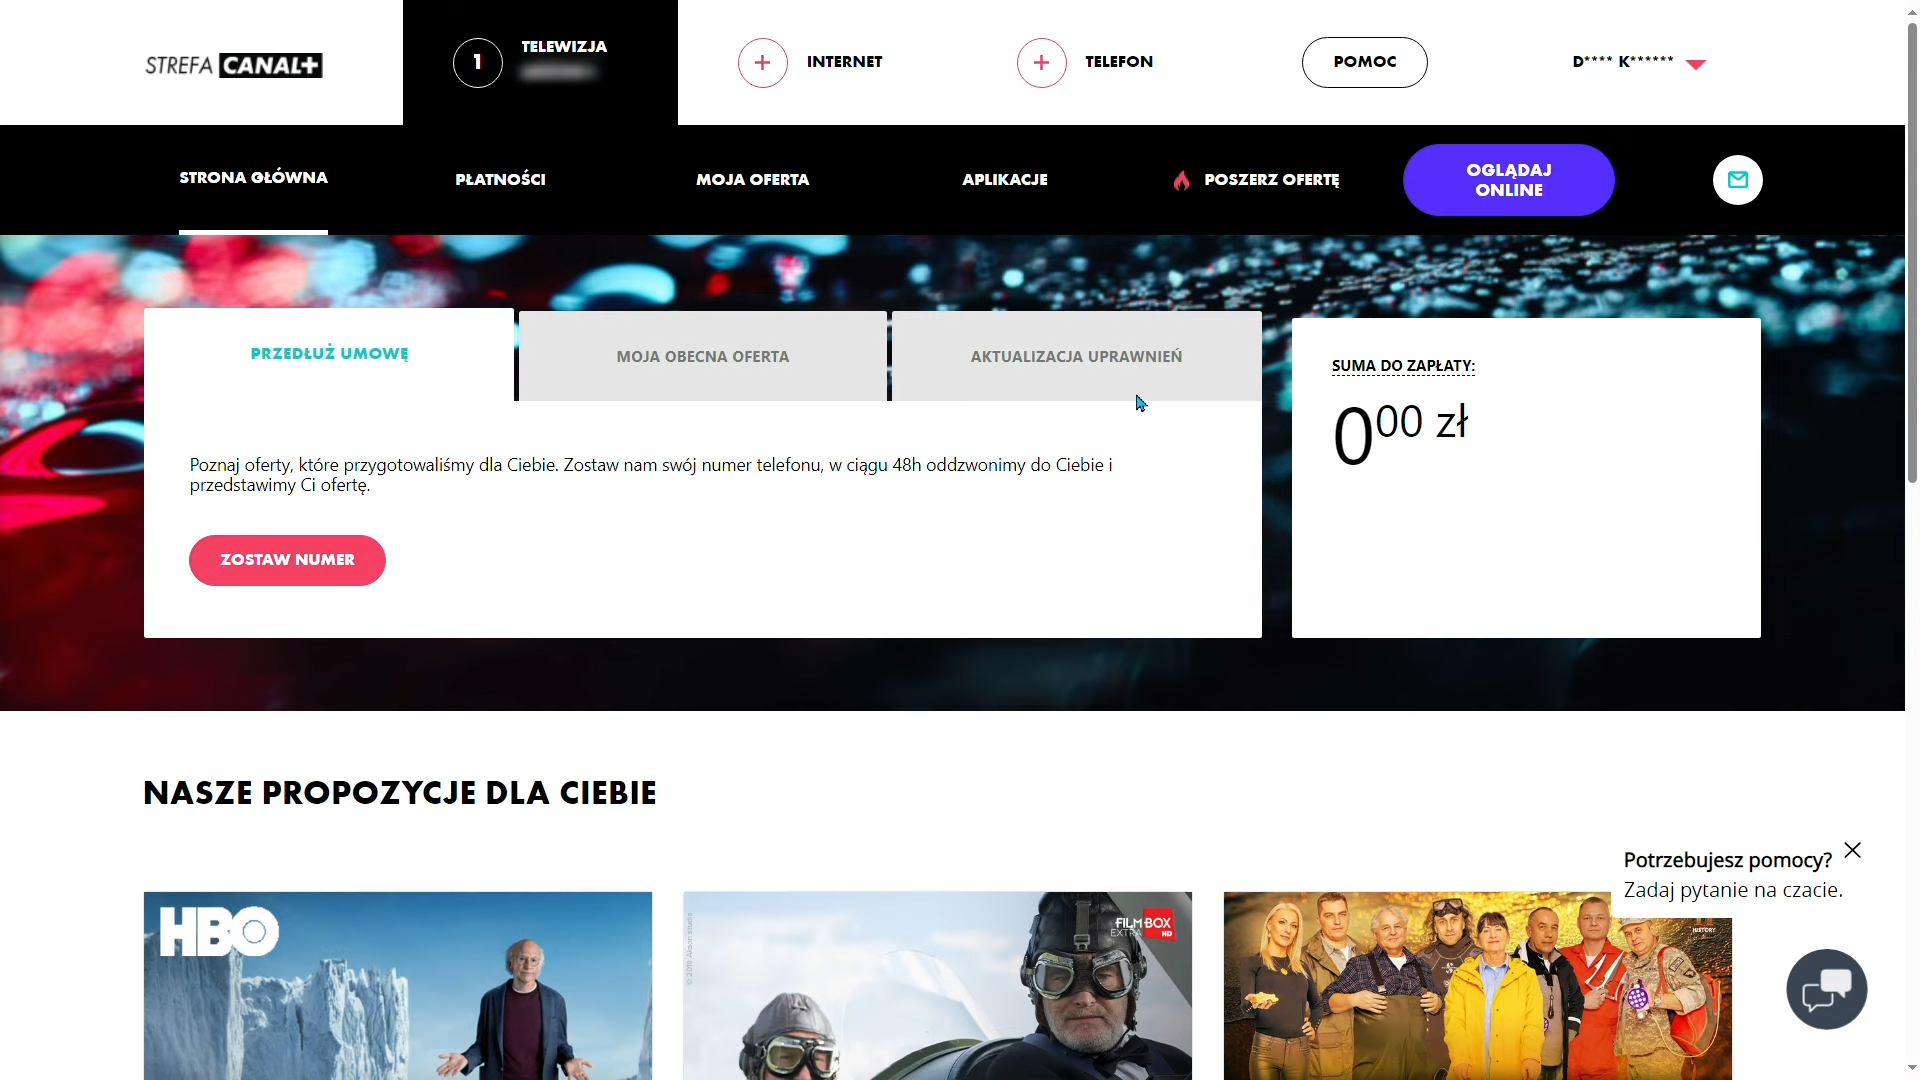 STREFA CANAL+
1
TELEWIZJA
INTERNET
TELEFON
POMOC
D**** K******
STRONA GŁÓWNA
PŁATNOŚCI
MOJA OFERTA
APLIKACJE
POSZERZ OFERTĘ
OGLĄDAJ
ONLINE
PRZEDŁUŻ UMOWĘ
MOJA OBECNA OFERTA
AKTUALIZACJA UPRAWNIEŃ
Poznaj oferty, które przygotowaliśmy dla Ciebie. Zostaw nam swój numer telefonu, w ciągu 48h oddzwonimy do Ciebie i
przedstawimy Ci ofertę.
ZOSTAW NUMER
SUMA DO ZAPŁATY:
0⁰⁰ zł
NASZE PROPOZYCJE DLA CIEBIE
Potrzebujesz pomocy?
Zadaj pytanie na czacie.
HBO
FILMBOX
EXTRA HD
HISTORY